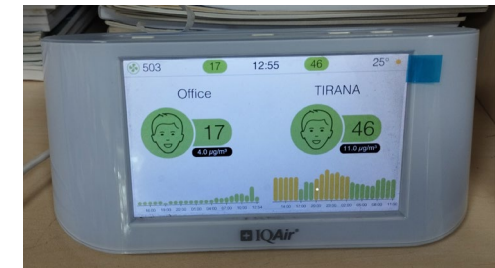 503 17 12:55 46 25°
Office TIRANA
17 46
4.0 µg/m³ 11.0 µg/m³
IQAir